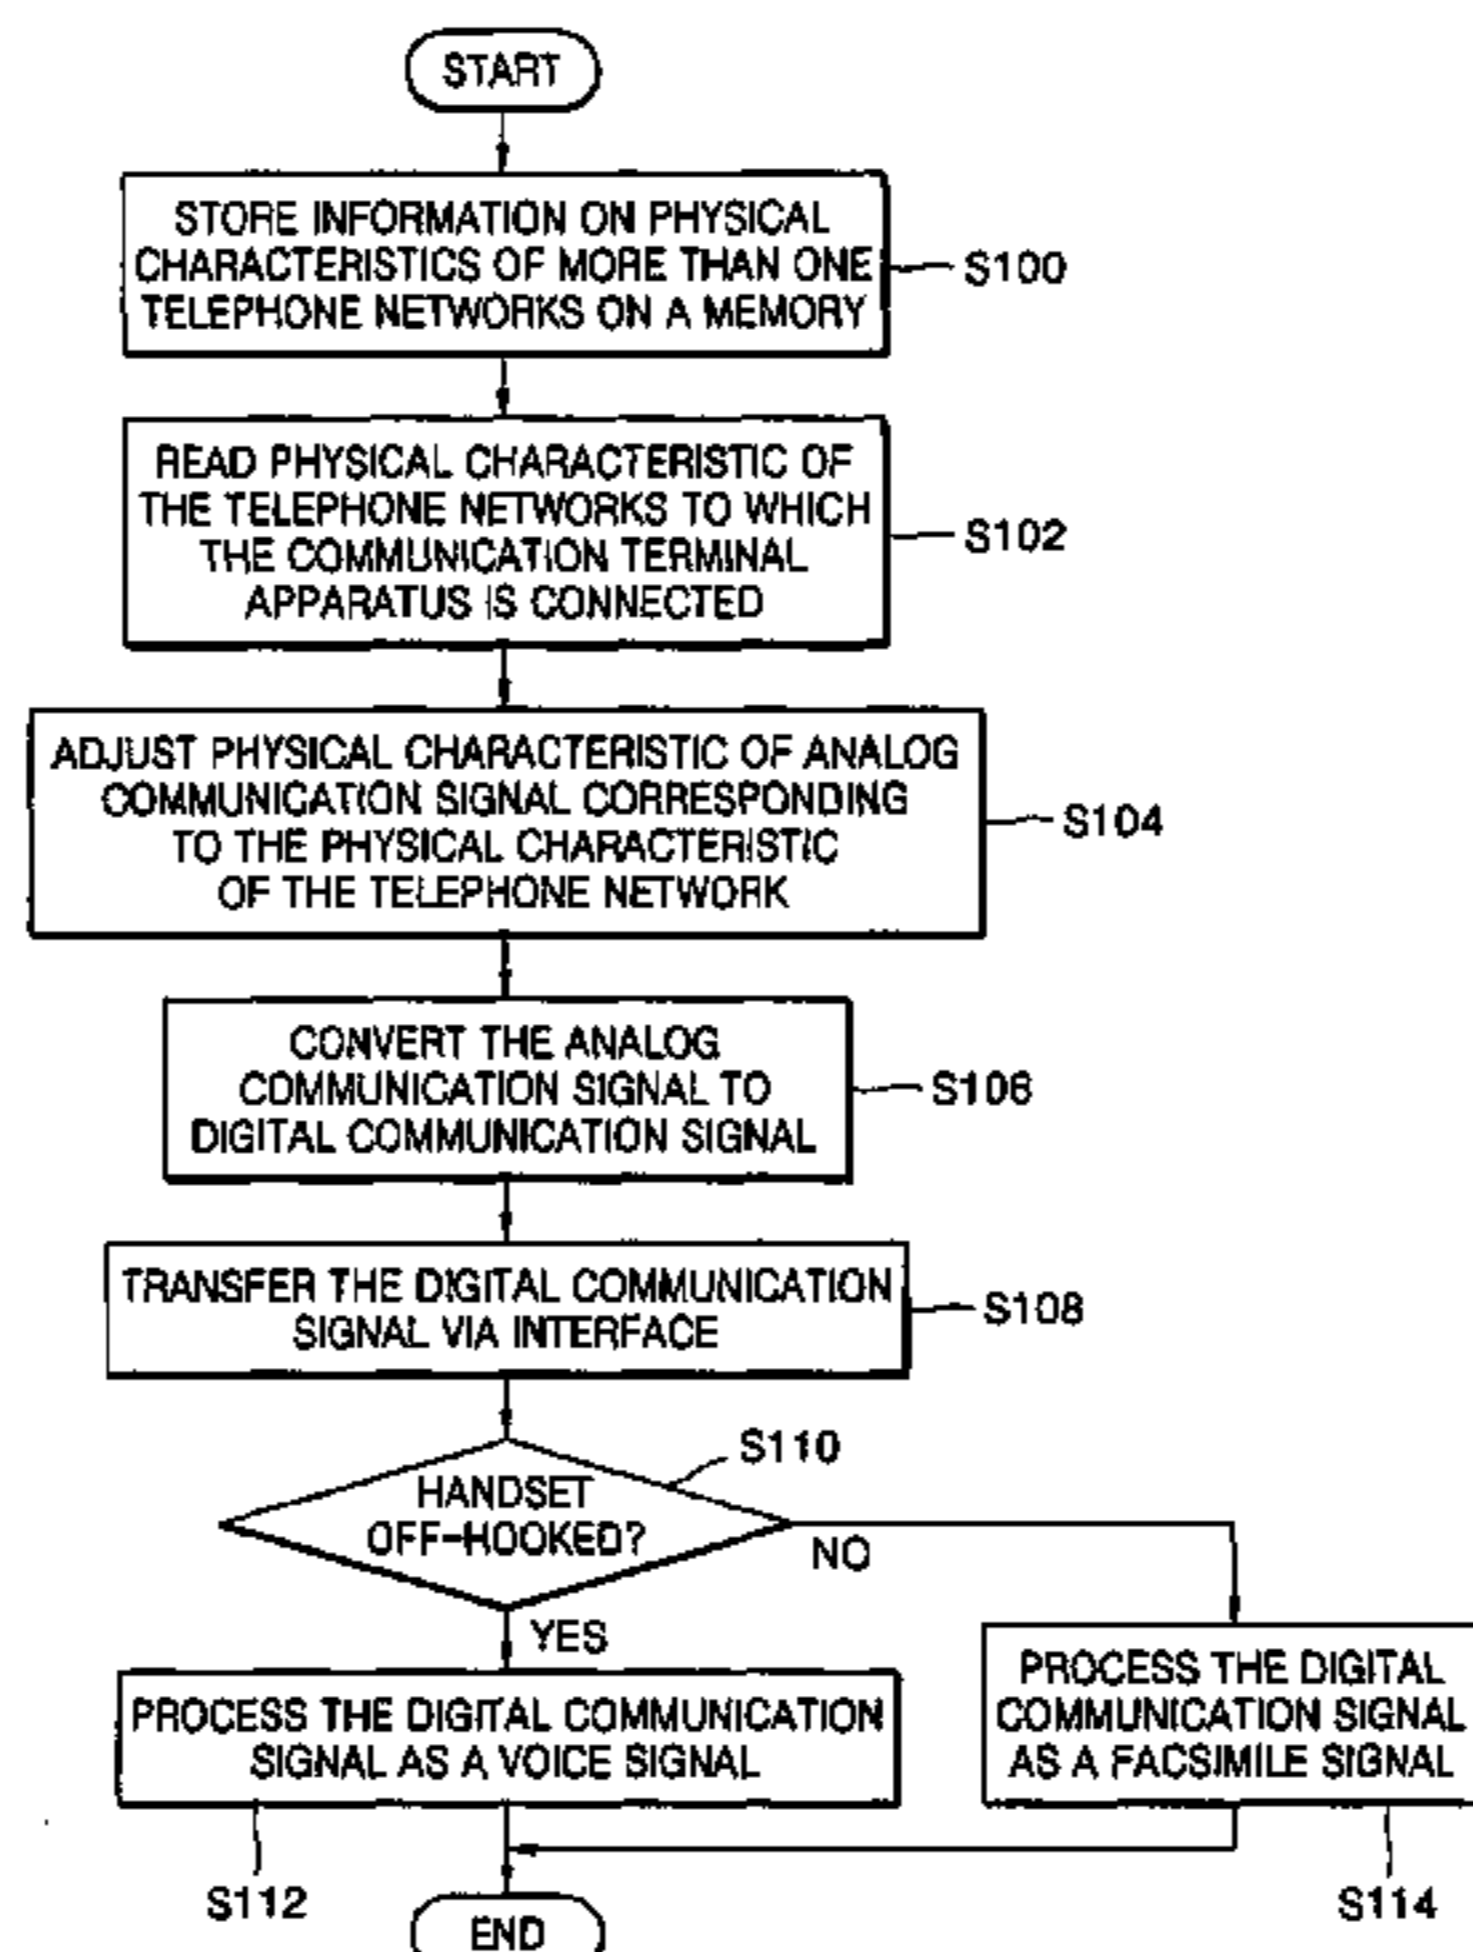 START
STORE INFORMATION ON PHYSICAL
CHARACTERISTICS OF MORE THAN ONE
TELEPHONE NETWORKS ON A MEMORY
S100
READ PHYSICAL CHARACTERISTIC OF
THE TELEPHONE NETWORKS TO WHICH
THE COMMUNICATION TERMINAL
APPARATUS IS CONNECTED
S102
ADJUST PHYSICAL CHARACTERISTIC OF ANALOG
COMMUNICATION SIGNAL CORRESPONDING
TO THE PHYSICAL CHARACTERISTIC
OF THE TELEPHONE NETWORK
S104
CONVERT THE ANALOG
COMMUNICATION SIGNAL TO
DIGITAL COMMUNICATION SIGNAL
S106
TRANSFER THE DIGITAL COMMUNICATION
SIGNAL VIA INTERFACE
S108
S110
HANDSET
OFF-HOOKED?
NO
YES
PROCESS THE DIGITAL COMMUNICATION
SIGNAL AS A VOICE SIGNAL
S112
PROCESS THE DIGITAL
COMMUNICATION SIGNAL
AS A FACSIMILE SIGNAL
S114
END